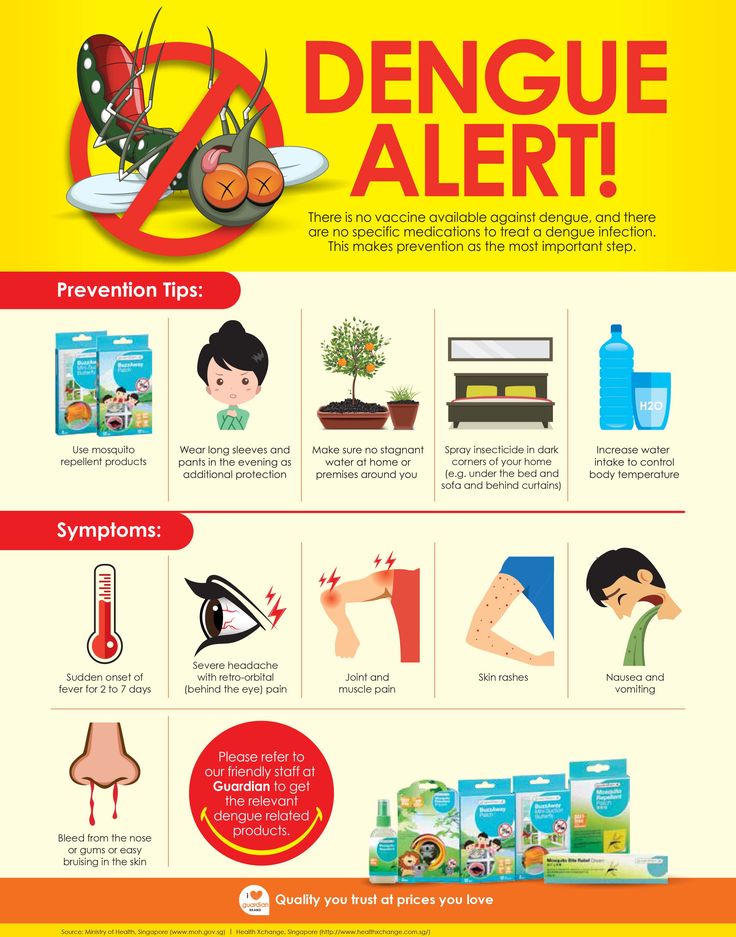 DENGUE
ALERT!
There is no vaccine available against dengue, and there
are no specific medications to treat a dengue infection.
This makes prevention as the most important step.
Prevention Tips:
BuzzAway
Mini-Suction
Butterfly
BuzzAway
Patch
Use mosquito
repellent products
Wear long sleeves and
pants in the evening as
additional protection
Make sure no stagnant
water at home or
premises around you
Spray insecticide in dark
corners of your home
(e.g. under the bed and
sofa and behind curtains)
H2O
Increase water
intake to control
body temperature
Symptoms:
Sudden onset of
fever for 2 to 7 days
Severe headache
with retro-orbital
(behind the eye) pain
Joint and
muscle pain
Skin rashes
Nausea and
vomiting
Bleed from the nose
or gums or easy
bruising in the skin
Please refer to
our friendly staff at
Guardian to get
the relevant
dengue related
products.
Mosquito
Repellent
BuzzAway
Patch
BuzzAway
Mini-Suction
Butterfly
Mosquito
Repellent
Patch
Mosquito Bite Relief Cream
I
guardian
BRAND
Quality you trust at prices you love
Source: Ministry of Health, Singapore (www.moh.gov.sg) | Health Xchange, Singapore (http://www.healthxchange.com.sg/)